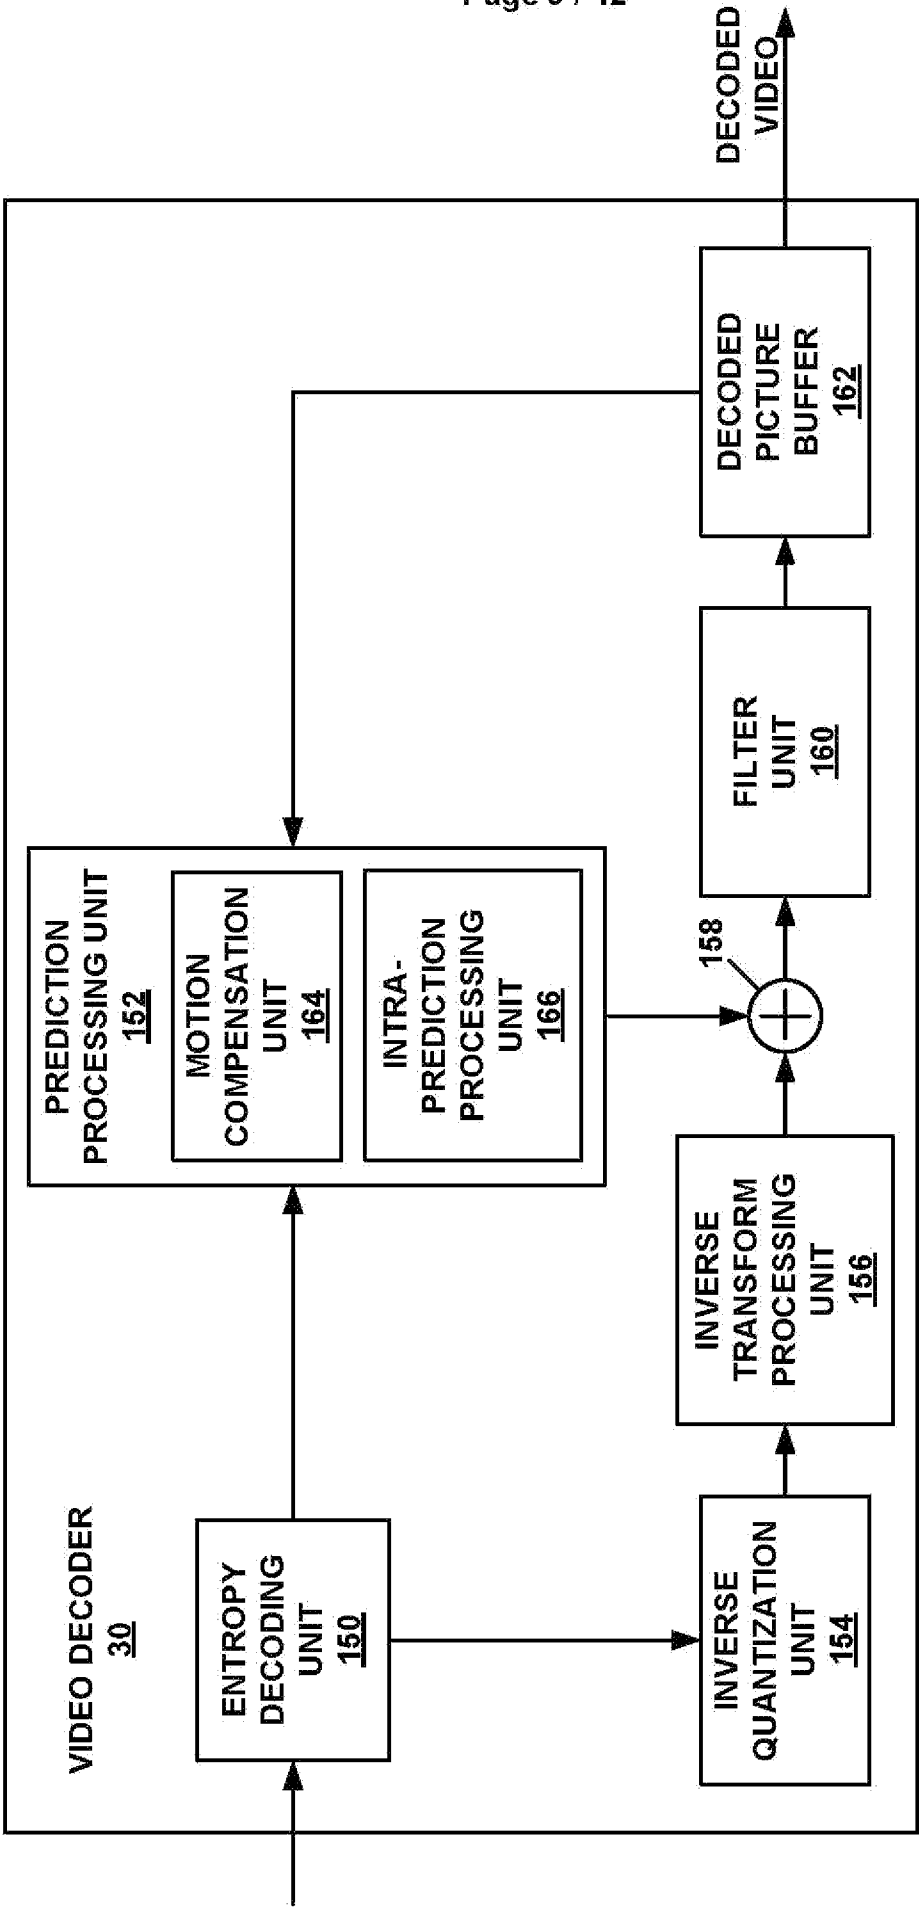 VIDEO DECODER
30
ENTROPY
DECODING
UNIT
150
PREDICTION
PROCESSING UNIT
152
MOTION
COMPENSATION
UNIT
164
INTRA-
PREDICTION
PROCESSING
UNIT
166
INVERSE
QUANTIZATION
UNIT
154
INVERSE
TRANSFORM
PROCESSING
UNIT
156
158
FILTER
UNIT
160
DECODED
PICTURE
BUFFER
162
DECODED
VIDEO